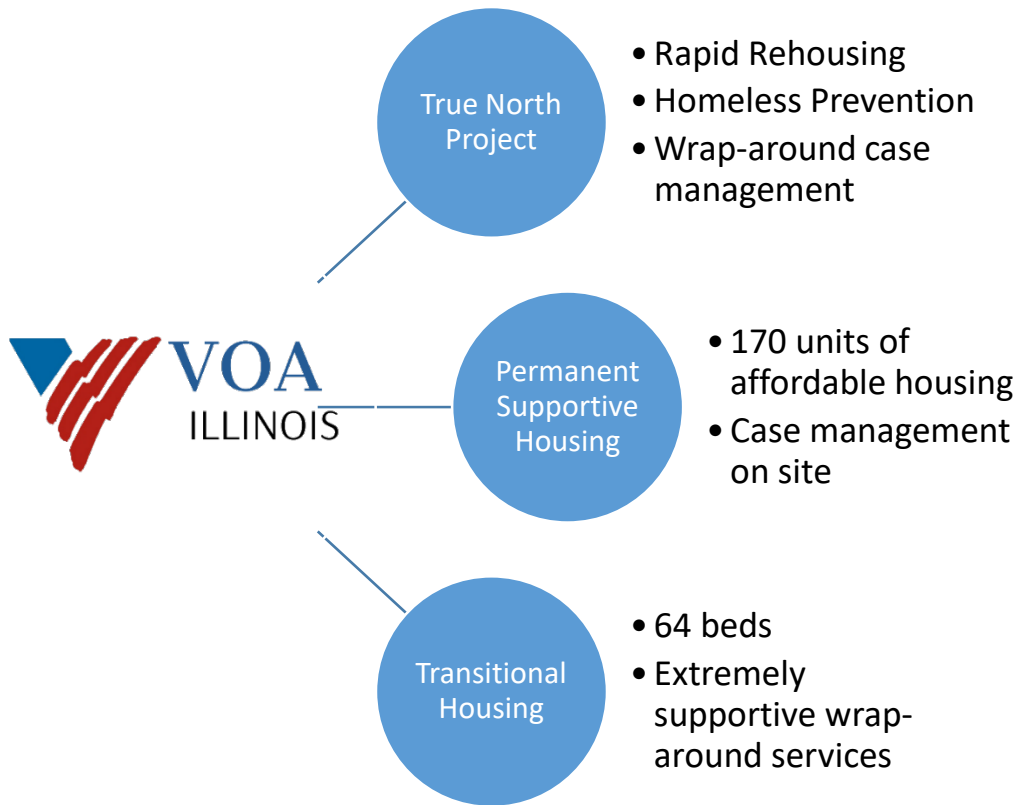 VOA
ILLINOIS
True North
Project
• Rapid Rehousing
• Homeless Prevention
• Wrap-around case
management
Permanent
Supportive
Housing
• 170 units of
affordable housing
• Case management
on site
Transitional
Housing
• 64 beds
• Extremely
supportive wrap-
around services